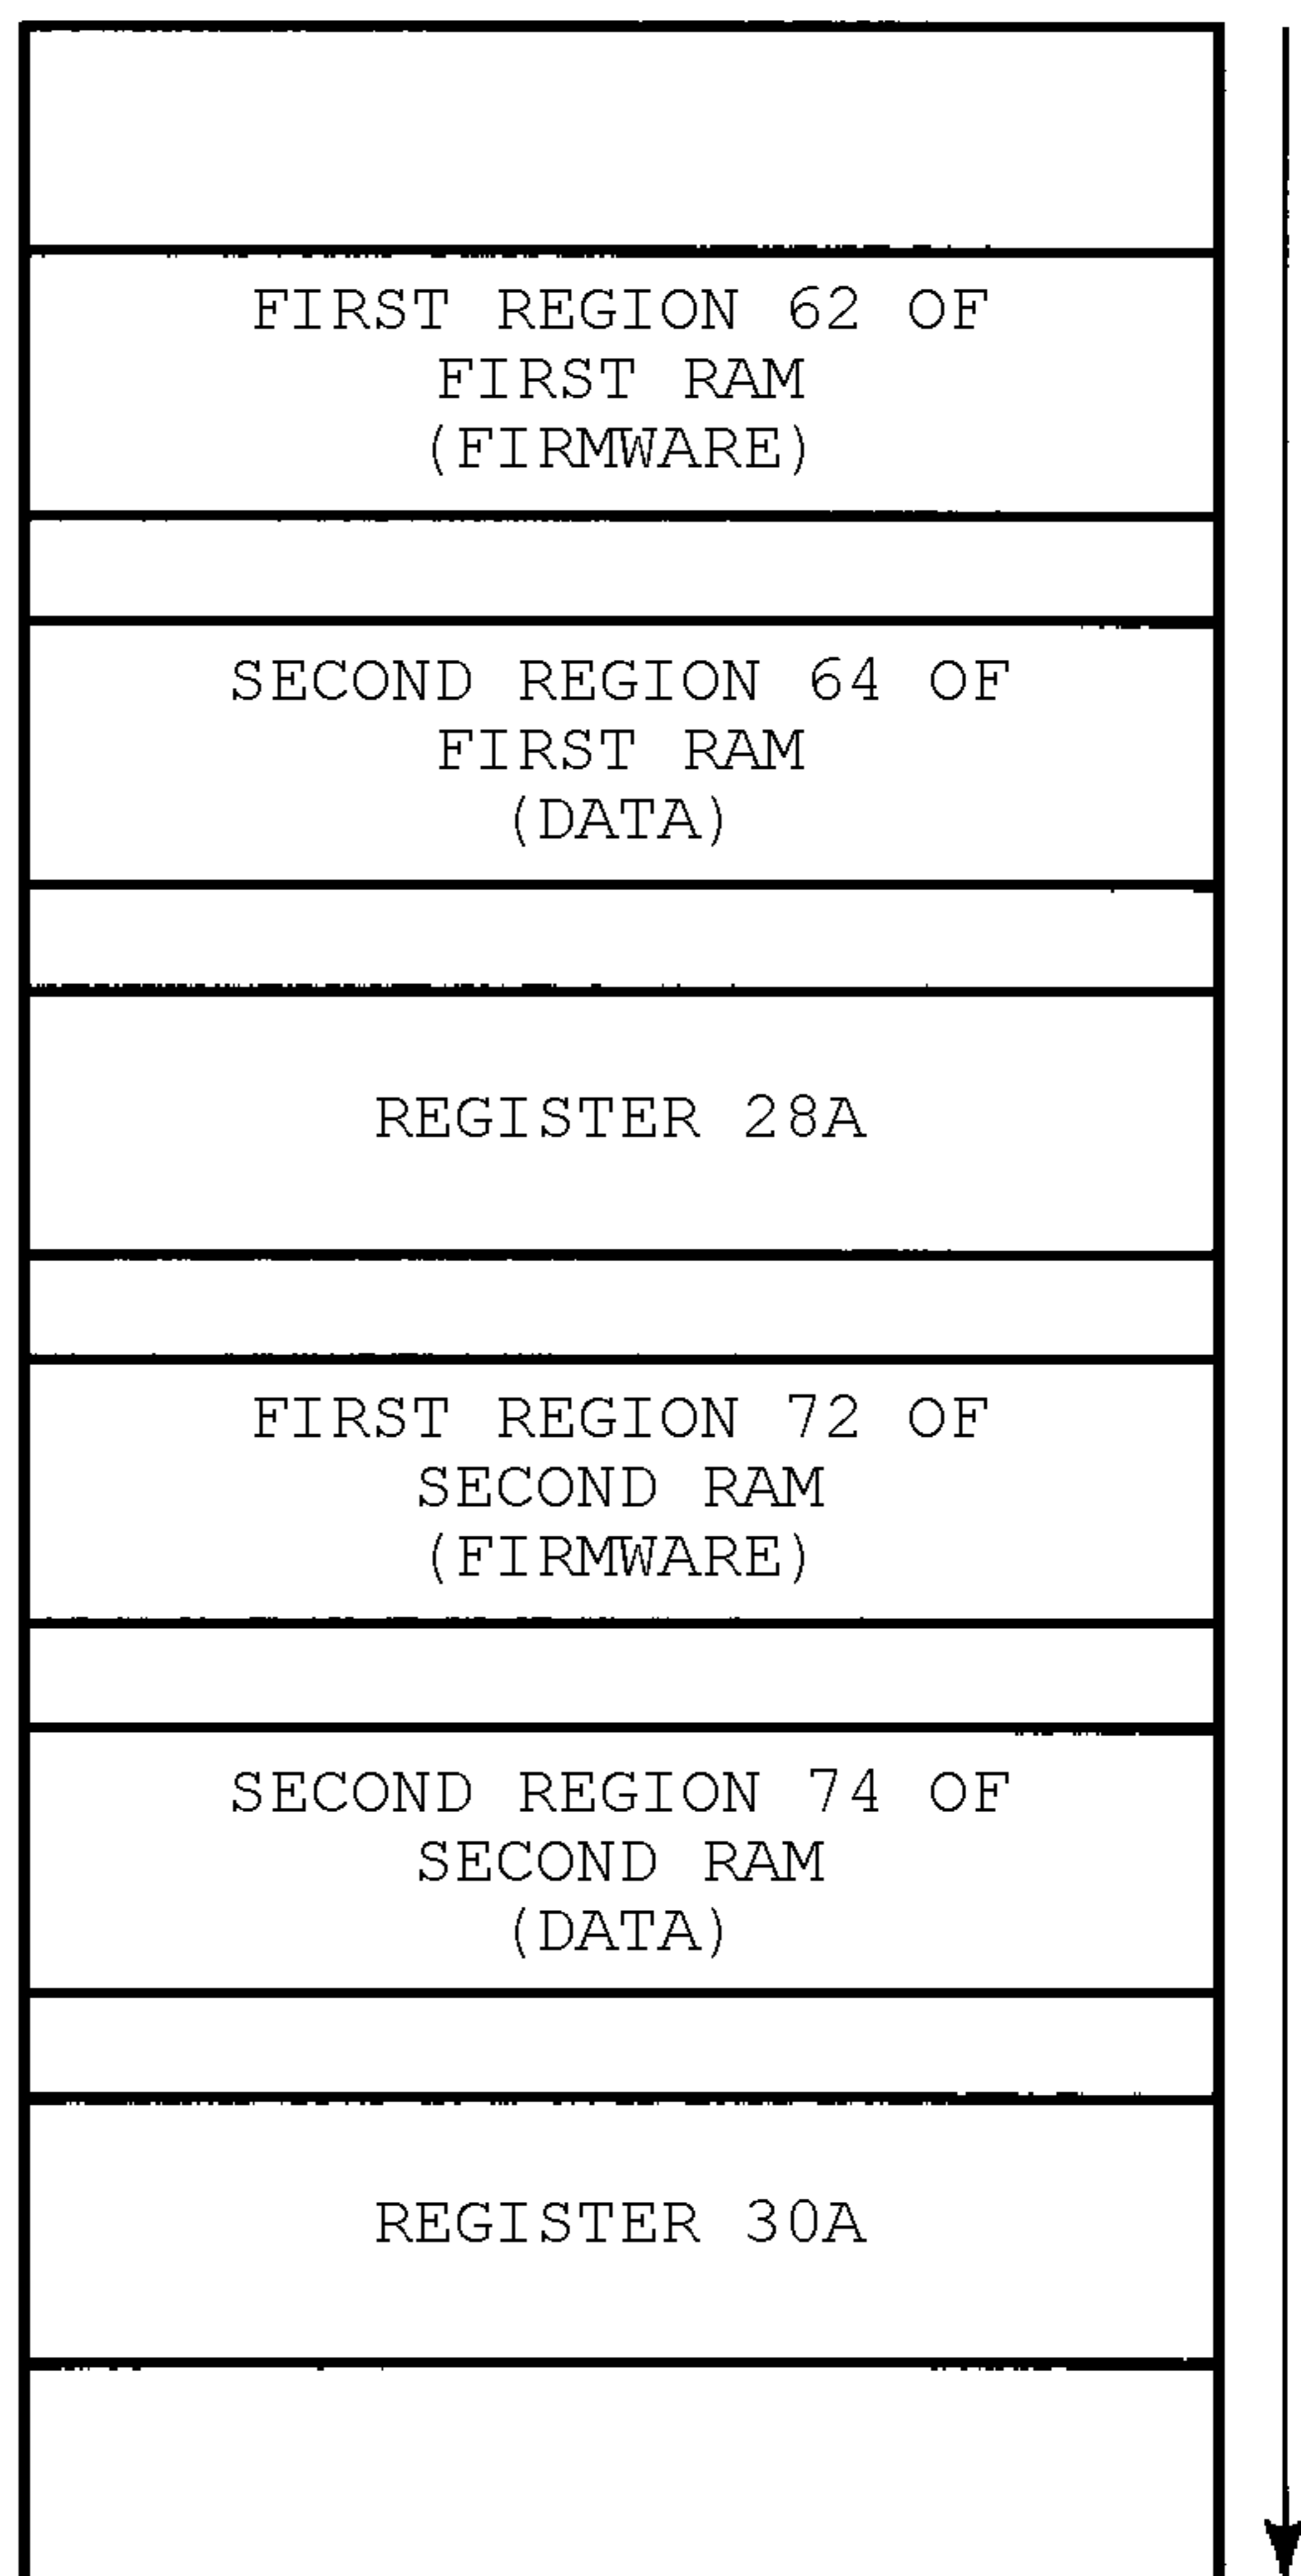 FIRST REGION 62 OF
FIRST RAM
(FIRMWARE)
SECOND REGION 64 OF
FIRST RAM
(DATA)
REGISTER 28A
FIRST REGION 72 OF
SECOND RAM
(FIRMWARE)
SECOND REGION 74 OF
SECOND RAM
(DATA)
REGISTER 30A